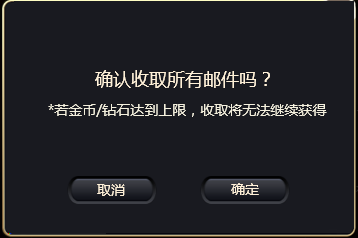 确认收取所有邮件吗？
*若金币/钻石达到上限，收取将无法继续获得
取消
确定